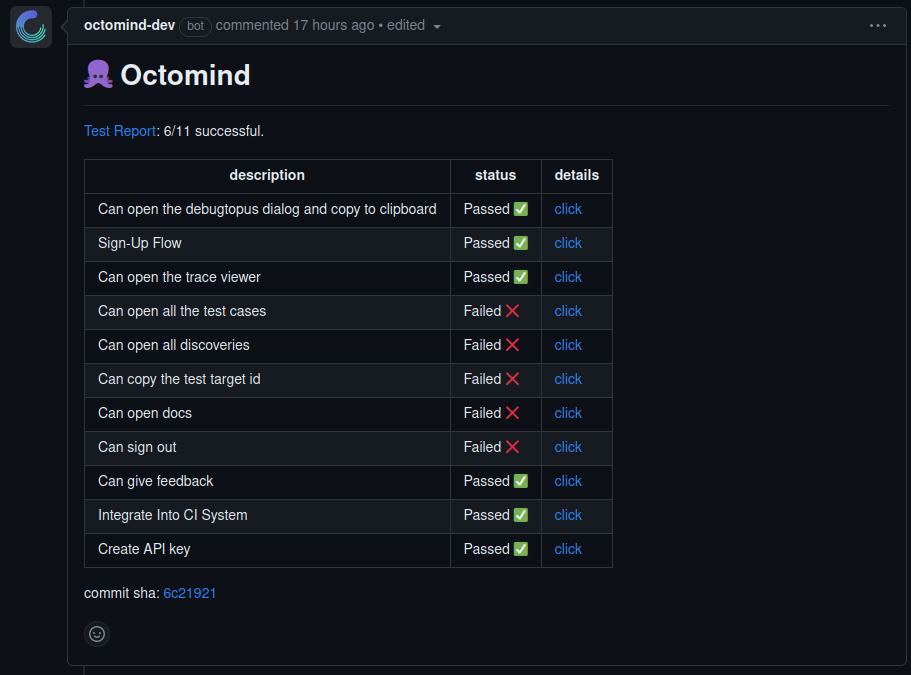 octomind-dev bot commented 17 hours ago • edited
Octomind
Test Report: 6/11 successful.
description status details
Can open the debugtopus dialog and copy to clipboard Passed ✅ click
Sign-Up Flow Passed ✅ click
Can open the trace viewer Passed ✅ click
Can open all the test cases Failed ❌ click
Can open all discoveries Failed ❌ click
Can copy the test target id Failed ❌ click
Can open docs Failed ❌ click
Can sign out Failed ❌ click
Can give feedback Passed ✅ click
Integrate Into CI System Passed ✅ click
Create API key Passed ✅ click
commit sha: 6c21921